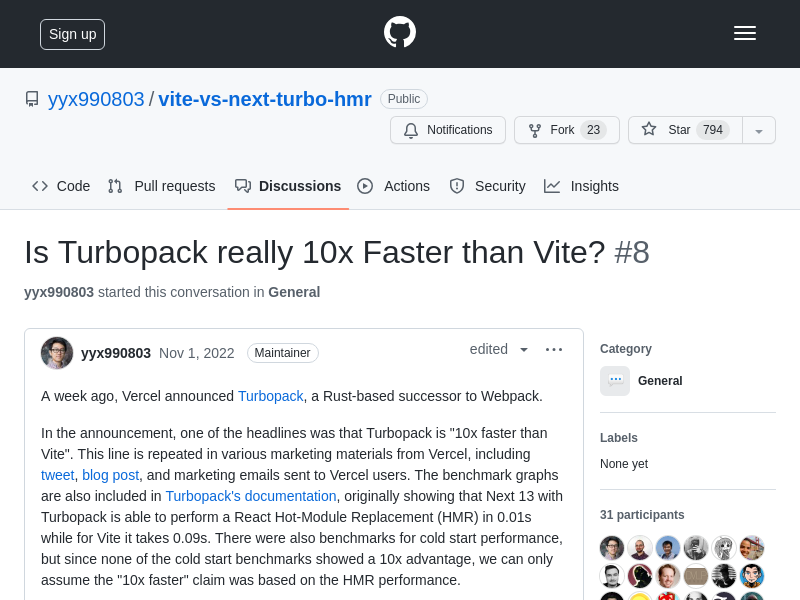 Sign up
yyx990803 / vite-vs-next-turbo-hmr Public
Notifications Fork 23 Star 794
Code Pull requests Discussions Actions Security Insights
Is Turbopack really 10x Faster than Vite? #8
yyx990803 started this conversation in General
yyx990803 Nov 1, 2022 Maintainer edited
A week ago, Vercel announced Turbopack, a Rust-based successor to Webpack.
In the announcement, one of the headlines was that Turbopack is "10x faster than
Vite". This line is repeated in various marketing materials from Vercel, including
tweet, blog post, and marketing emails sent to Vercel users. The benchmark graphs
are also included in Turbopack's documentation, originally showing that Next 13 with
Turbopack is able to perform a React Hot-Module Replacement (HMR) in 0.01s
while for Vite it takes 0.09s. There were also benchmarks for cold start performance,
but since none of the cold start benchmarks showed a 10x advantage, we can only
assume the "10x faster" claim was based on the HMR performance.
Category
General
Labels
None yet
31 participants